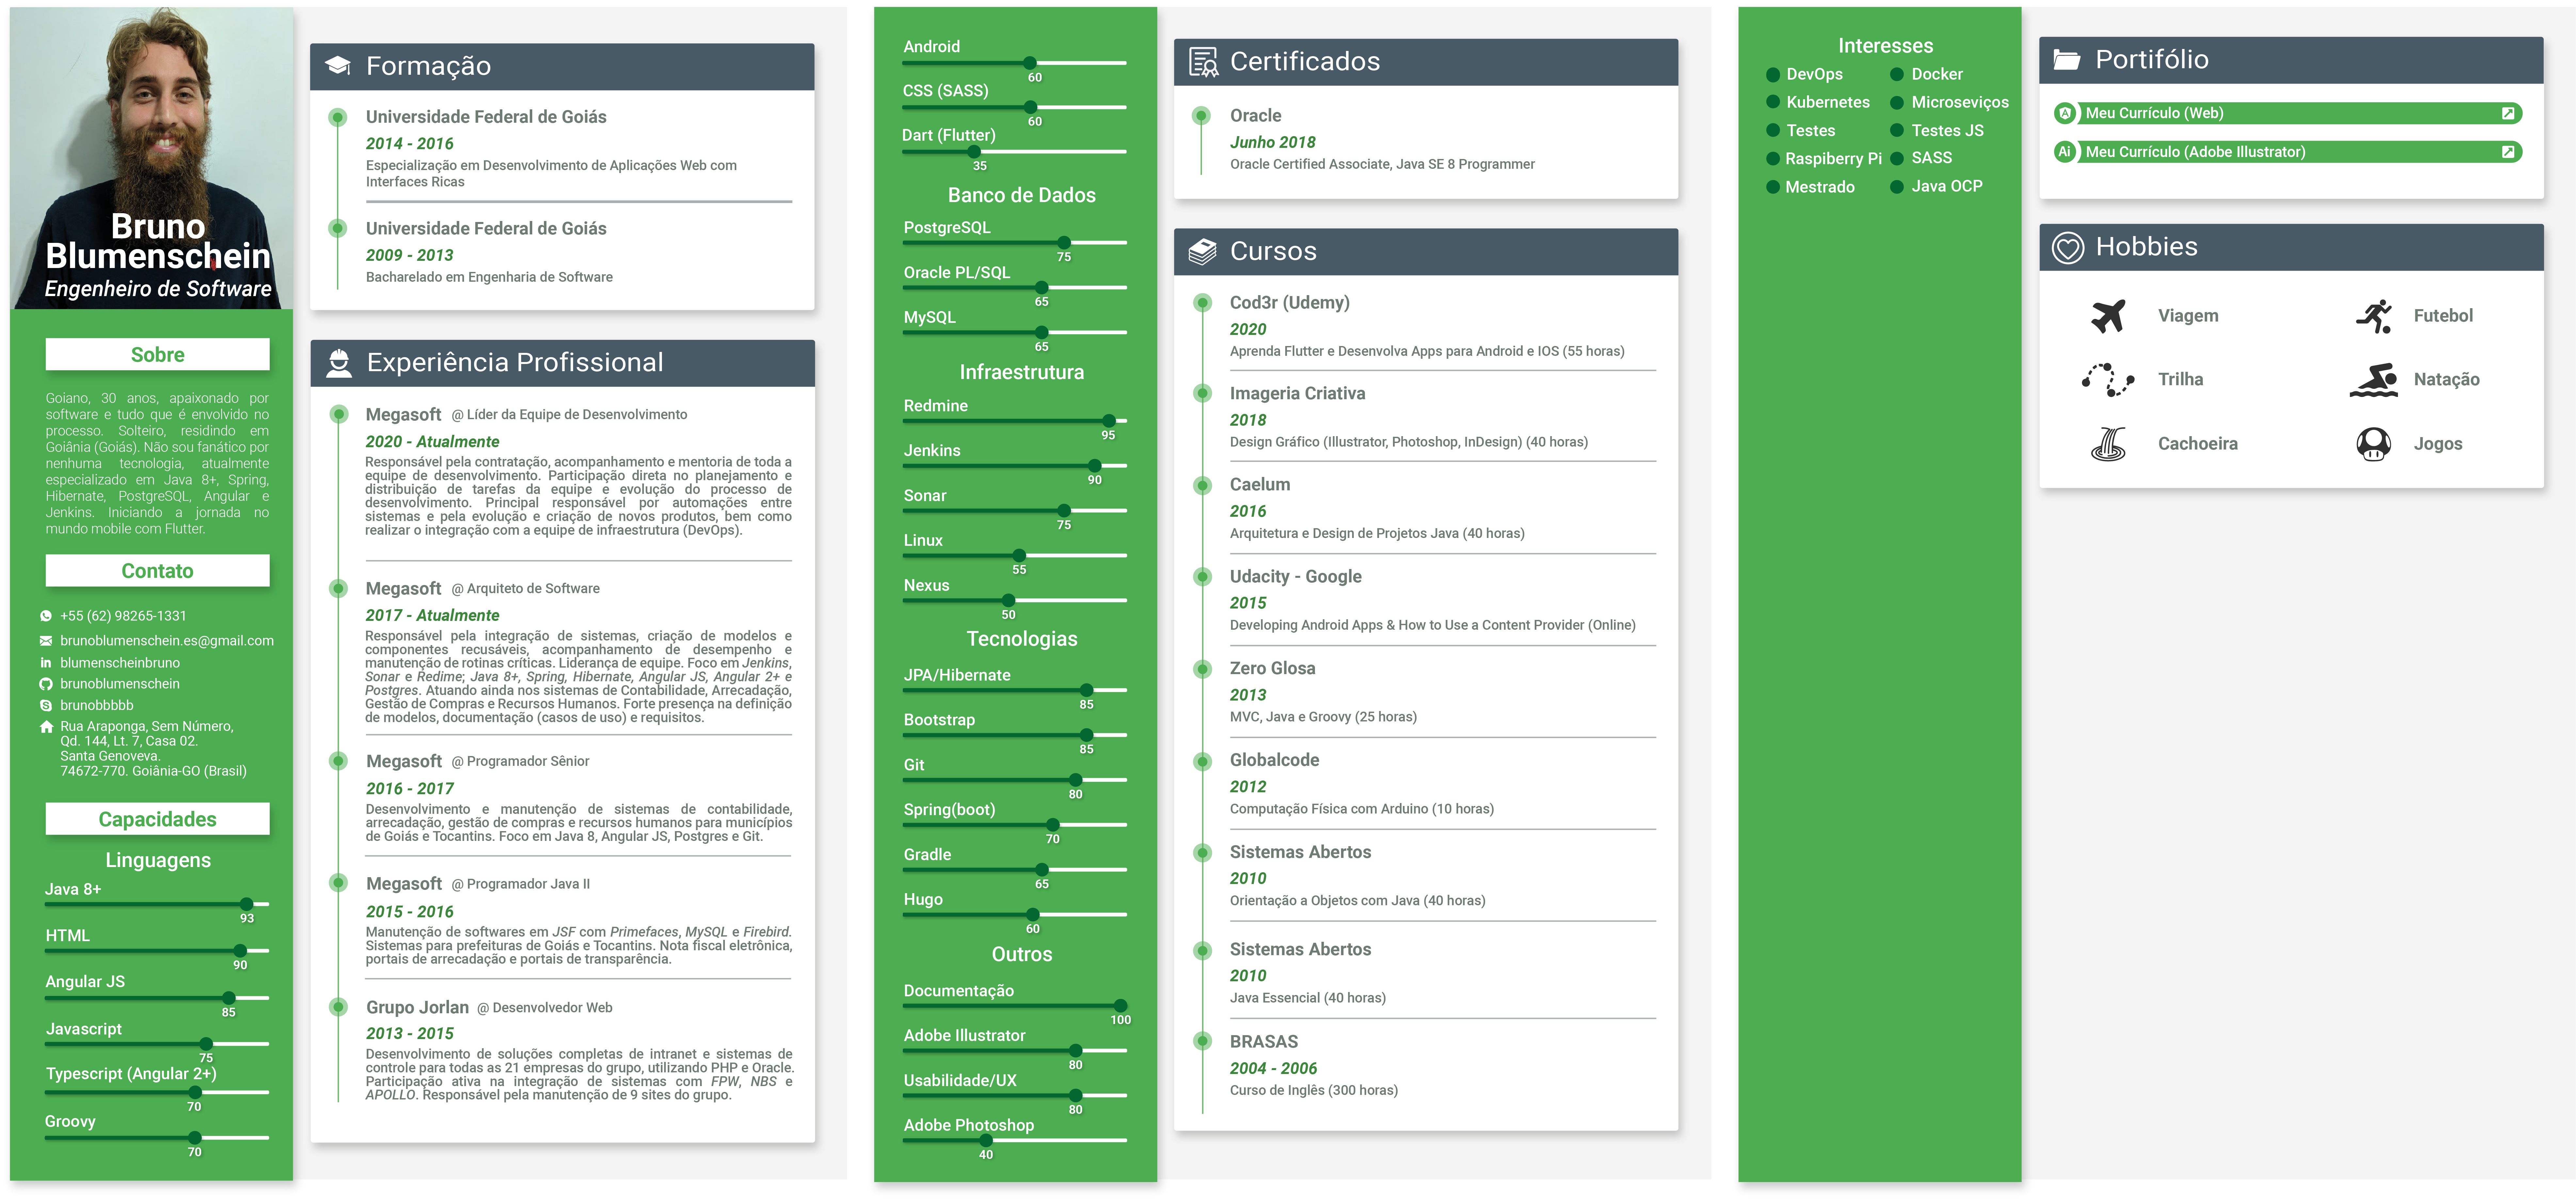 Bruno
Blumenschein
Engenheiro de Software
Sobre
Goiano, 30 anos, apaixonado por
software e tudo que é envolvido no
processo. Solteiro, residindo em
Goiânia (Goiás). Não sou fanático por
nenhuma tecnologia, atualmente
especializado em Java 8+, Spring,
Hibernate, PostgreSQL, Angular e
Jenkins. Iniciando a jornada no
mundo mobile com Flutter.
Contato
+55 (62) 98265-1331
brunoblumenschein.es@gmail.com
in blumenscheinbruno
brunoblumenschein
brunobbbbb
Rua Araponga, Sem Número,
Qd. 144, Lt. 7, Casa 02.
Santa Genoveva.
74672-770. Goiânia-GO (Brasil)
Capacidades
Linguagens
Java 8+
93
HTML
90
Angular JS
85
Javascript
75
Typescript (Angular 2+)
70
Groovy
70
Formação
Universidade Federal de Goiás
2014 - 2016
Especialização em Desenvolvimento de Aplicações Web com
Interfaces Ricas
Universidade Federal de Goiás
2009 - 2013
Bacharelado em Engenharia de Software
Experiência Profissional
Megasoft @ Líder da Equipe de Desenvolvimento
2020 - Atualmente
Responsável pela contratação, acompanhamento e mentoria de toda a
equipe de desenvolvimento. Participação direta no planejamento e
distribuição de tarefas da equipe e evolução do processo de
desenvolvimento. Principal responsável por automações entre
sistemas e pela evolução e criação de novos produtos, bem como
realizar o integração com a equipe de infraestrutura (DevOps).
Megasoft @ Arquiteto de Software
2017 - Atualmente
Responsável pela integração de sistemas, criação de modelos e
componentes recusáveis, acompanhamento de desempenho e
manutenção de rotinas críticas. Liderança de equipe. Foco em Jenkins,
Sonar e Redime; Java 8+, Spring, Hibernate, Angular JS, Angular 2+ e
Postgres. Atuando ainda nos sistemas de Contabilidade, Arrecadação,
Gestão de Compras e Recursos Humanos. Forte presença na definição
de modelos, documentação (casos de uso) e requisitos.
Megasoft @ Programador Sênior
2016 - 2017
Desenvolvimento e manutenção de sistemas de contabilidade,
arrecadação, gestão de compras e recursos humanos para municípios
de Goiás e Tocantins. Foco em Java 8, Angular JS, Postgres e Git.
Megasoft @ Programador Java II
2015 - 2016
Manutenção de softwares em JSF com Primefaces, MySQL e Firebird.
Sistemas para prefeituras de Goiás e Tocantins. Nota fiscal eletrônica,
portais de arrecadação e portais de transparência.
Grupo Jorlan @ Desenvolvedor Web
2013 - 2015
Desenvolvimento de soluções completas de intranet e sistemas de
controle para todas as 21 empresas do grupo, utilizando PHP e Oracle.
Participação ativa na integração de sistemas com FPW, NBS e
APOLLO. Responsável pela manutenção de 9 sites do grupo.
Android
60
CSS (SASS)
60
Dart (Flutter)
35
Banco de Dados
PostgreSQL
75
Oracle PL/SQL
65
MySQL
65
Infraestrutura
Redmine
95
Jenkins
90
Sonar
75
Linux
55
Nexus
50
Tecnologias
JPA/Hibernate
85
Bootstrap
85
Git
80
Spring(boot)
70
Gradle
65
Hugo
60
Outros
Documentação
100
Adobe Illustrator
80
Usabilidade/UX
80
Adobe Photoshop
40
Certificados
Oracle
Junho 2018
Oracle Certified Associate, Java SE 8 Programmer
Cursos
Cod3r (Udemy)
2020
Aprenda Flutter e Desenvolva Apps para Android e IOS (55 horas)
Imageria Criativa
2018
Design Gráfico (Illustrator, Photoshop, InDesign) (40 horas)
Caelum
2016
Arquitetura e Design de Projetos Java (40 horas)
Udacity - Google
2015
Developing Android Apps & How to Use a Content Provider (Online)
Zero Glosa
2013
MVC, Java e Groovy (25 horas)
Globalcode
2012
Computação Física com Arduino (10 horas)
Sistemas Abertos
2010
Orientação a Objetos com Java (40 horas)
Sistemas Abertos
2010
Java Essencial (40 horas)
BRASAS
2004 - 2006
Curso de Inglês (300 horas)
Interesses
DevOps Docker
Kubernetes Microseviços
Testes Testes JS
Raspiberry Pi SASS
Mestrado Java OCP
Portifólio
A Meu Currículo (Web)
Ai Meu Currículo (Adobe Illustrator)
Hobbies
Viagem Futebol
Trilha Natação
Cachoeira Jogos